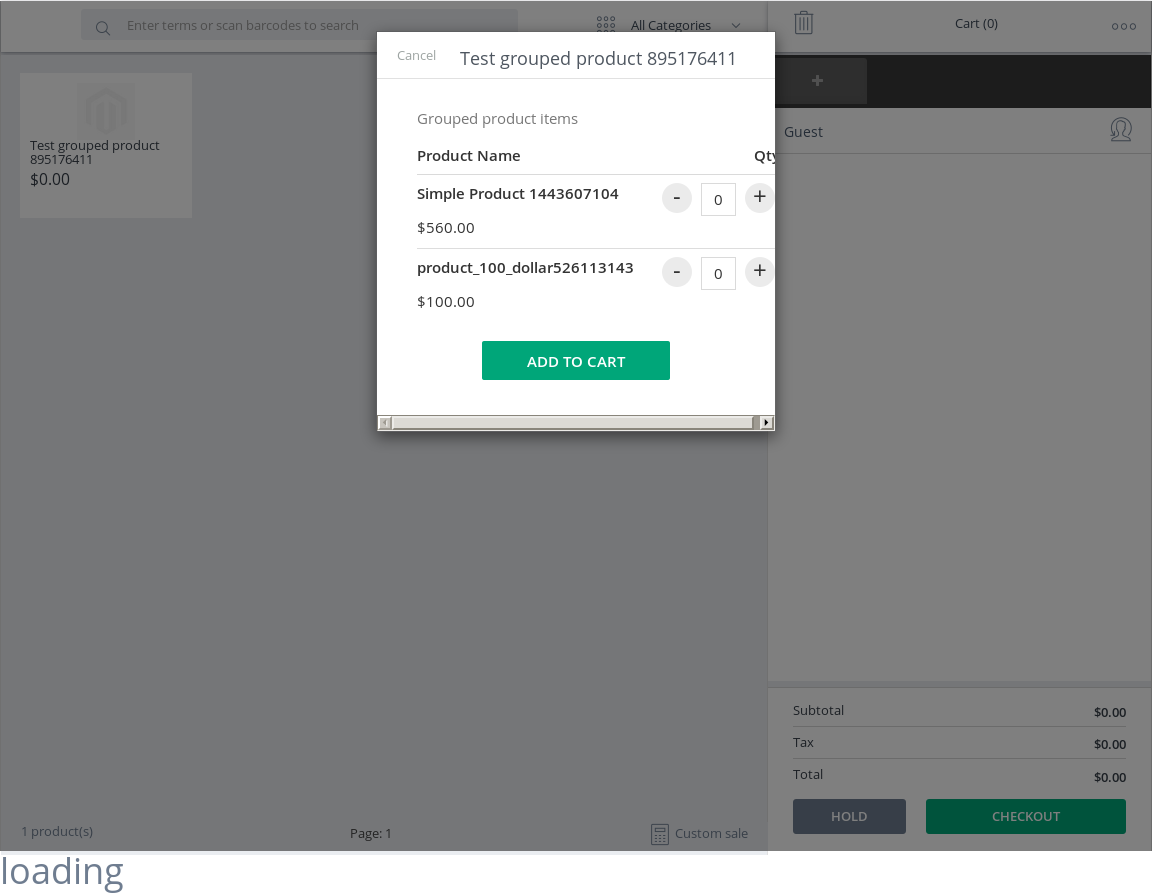 Enter terms or scan barcodes to search
All Categories
Cart (0)
Cancel
Test grouped product 895176411
+
Guest
Test grouped product
895176411
$0.00
Grouped product items
Product Name Qty
Simple Product 1443607104 - 0 +
$560.00
product_100_dollar526113143 - 0 +
$100.00
ADD TO CART
Subtotal $0.00
Tax $0.00
Total $0.00
HOLD CHECKOUT
1 product(s) Page: 1 Custom sale
loading